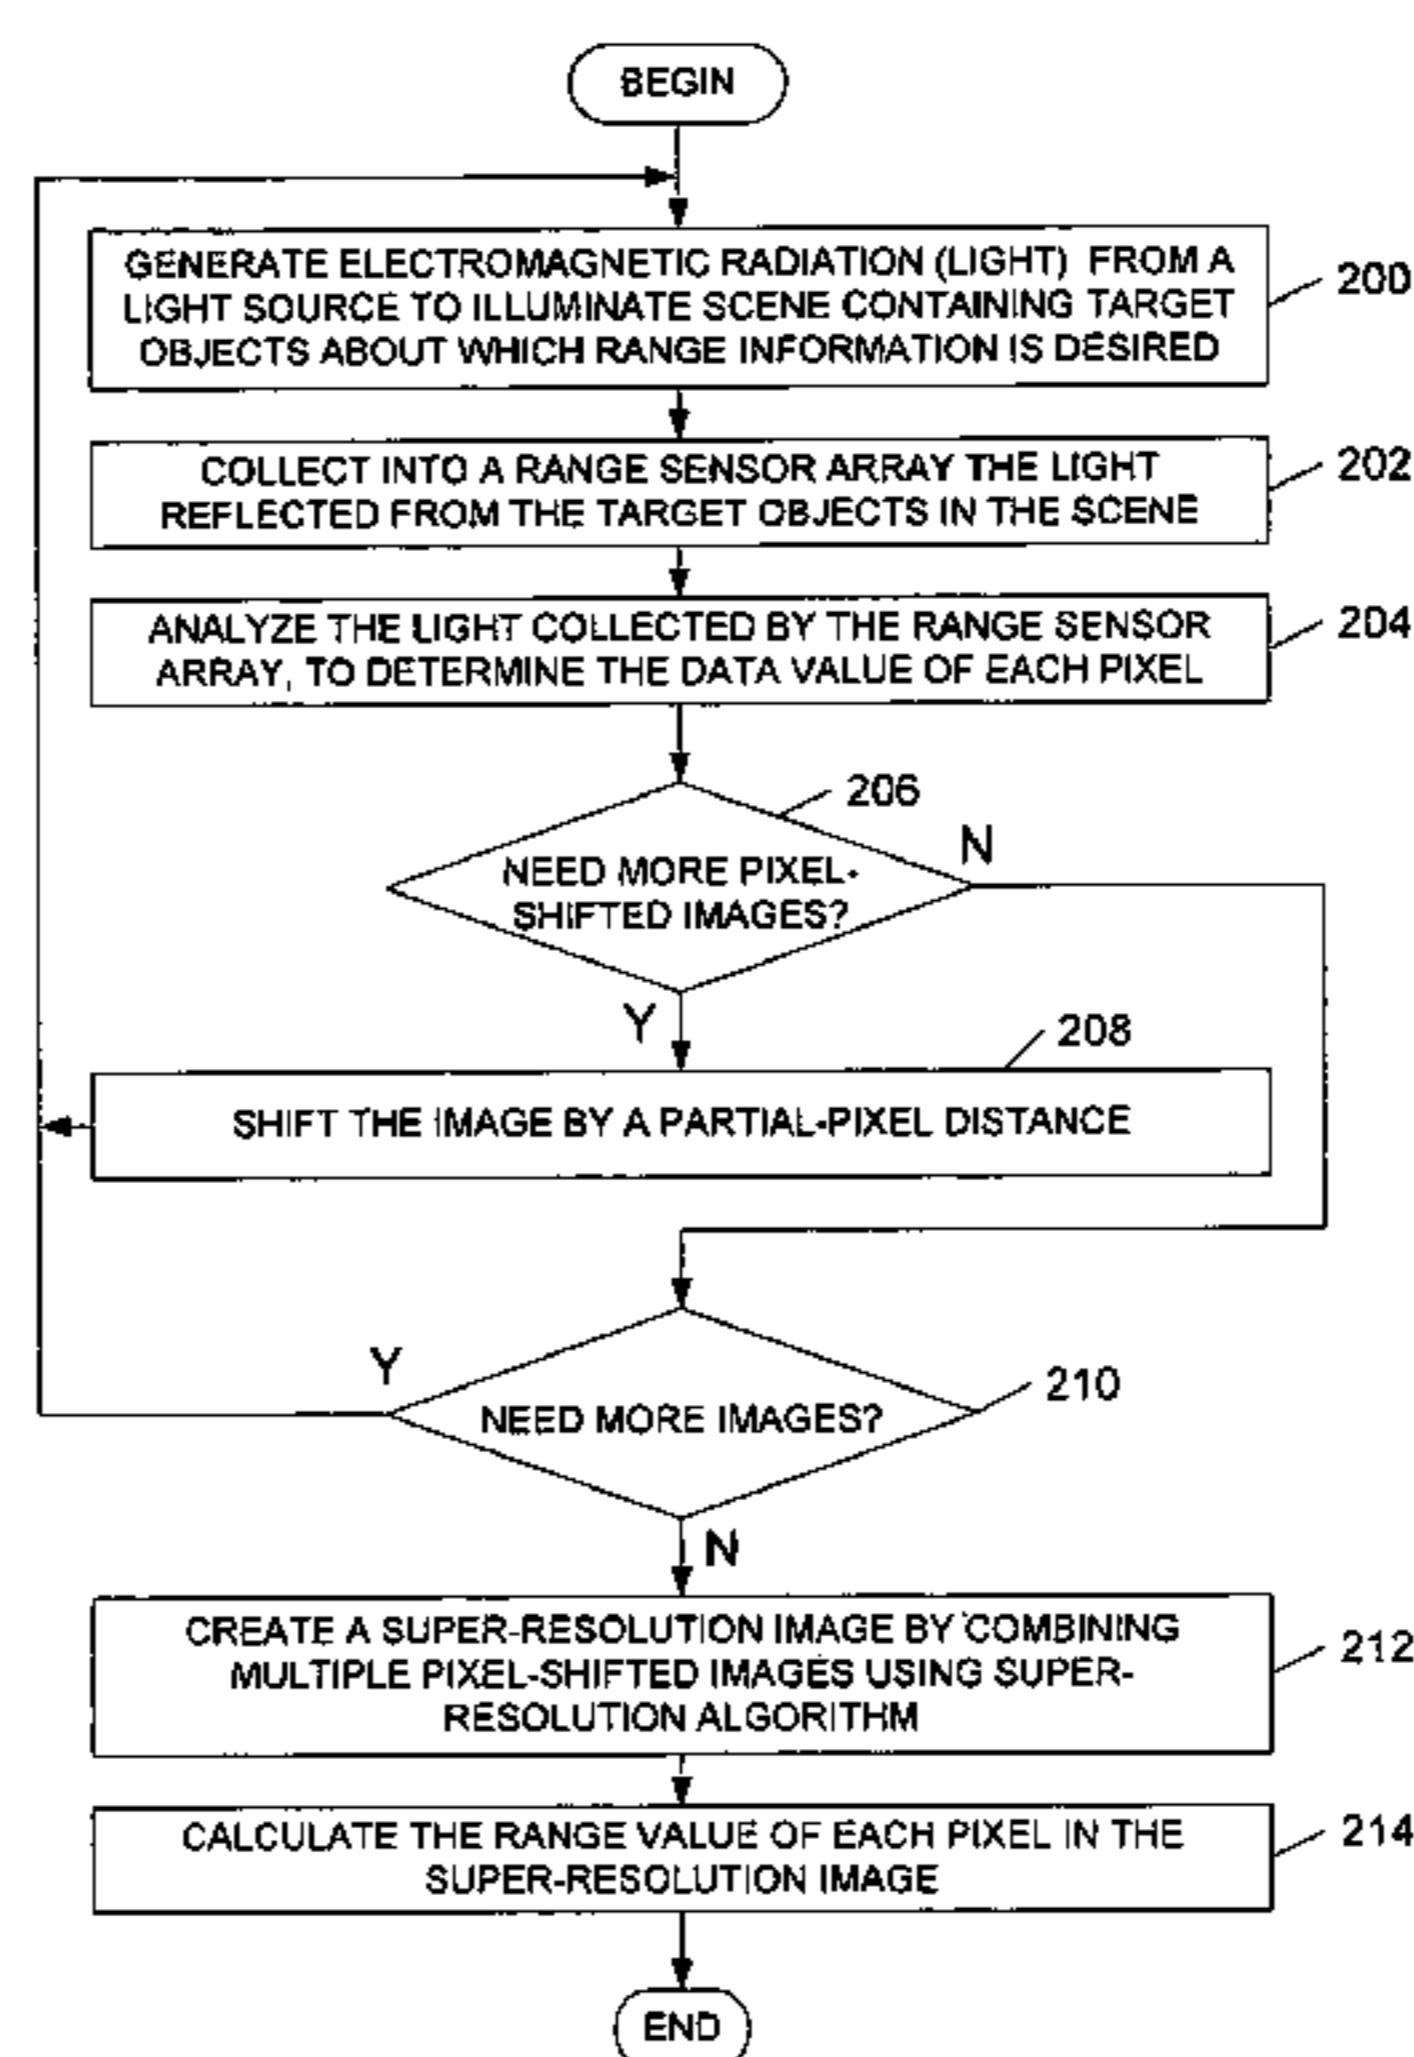 BEGIN
GENERATE ELECTROMAGNETIC RADIATION (LIGHT) FROM A
LIGHT SOURCE TO ILLUMINATE SCENE CONTAINING TARGET
OBJECTS ABOUT WHICH RANGE INFORMATION IS DESIRED
200
COLLECT INTO A RANGE SENSOR ARRAY THE LIGHT
REFLECTED FROM THE TARGET OBJECTS IN THE SCENE
202
ANALYZE THE LIGHT COLLECTED BY THE RANGE SENSOR
ARRAY, TO DETERMINE THE DATA VALUE OF EACH PIXEL
204
206
N
NEED MORE PIXEL-
SHIFTED IMAGES?
Y
208
SHIFT THE IMAGE BY A PARTIAL-PIXEL DISTANCE
Y
210
NEED MORE IMAGES?
N
CREATE A SUPER-RESOLUTION IMAGE BY COMBINING
MULTIPLE PIXEL-SHIFTED IMAGES USING SUPER-
RESOLUTION ALGORITHM
212
CALCULATE THE RANGE VALUE OF EACH PIXEL IN THE
SUPER-RESOLUTION IMAGE
214
END